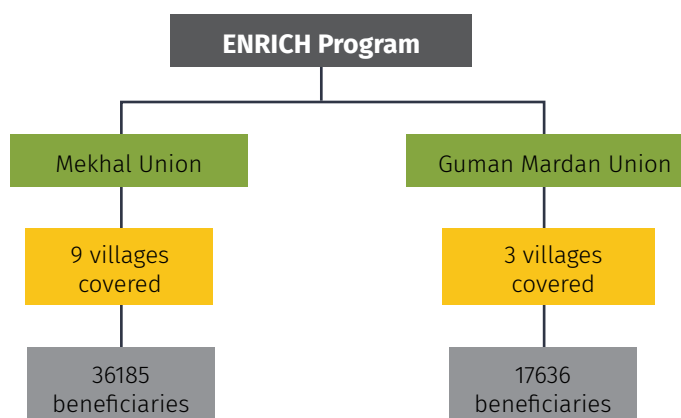 ENRICH Program
Mekhal Union
Guman Mardan Union
9 villages
covered
3 villages
covered
36185
beneficiaries
17636
beneficiaries